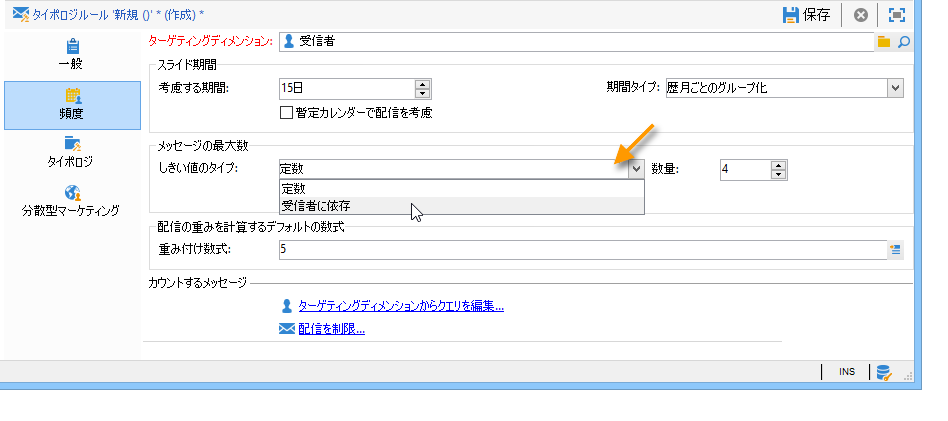 タイポロジルール '新規 ()' * (作成) *
保存
一般
頻度
タイポロジ
分散型マーケティング
ターゲティングディメンション: 受信者
スライド期間
考慮する期間: 15日 期間タイプ: 歴月ごとのグループ化
暫定カレンダーで配信を考慮
メッセージの最大数
しきい値のタイプ: 定数 数量: 4
定数
受信者に依存
配信の重みを計算するデフォルトの数式
重み付け数式: 5
カウントするメッセージ
ターゲティングディメンションからクエリを編集...
配信を制限...
INS